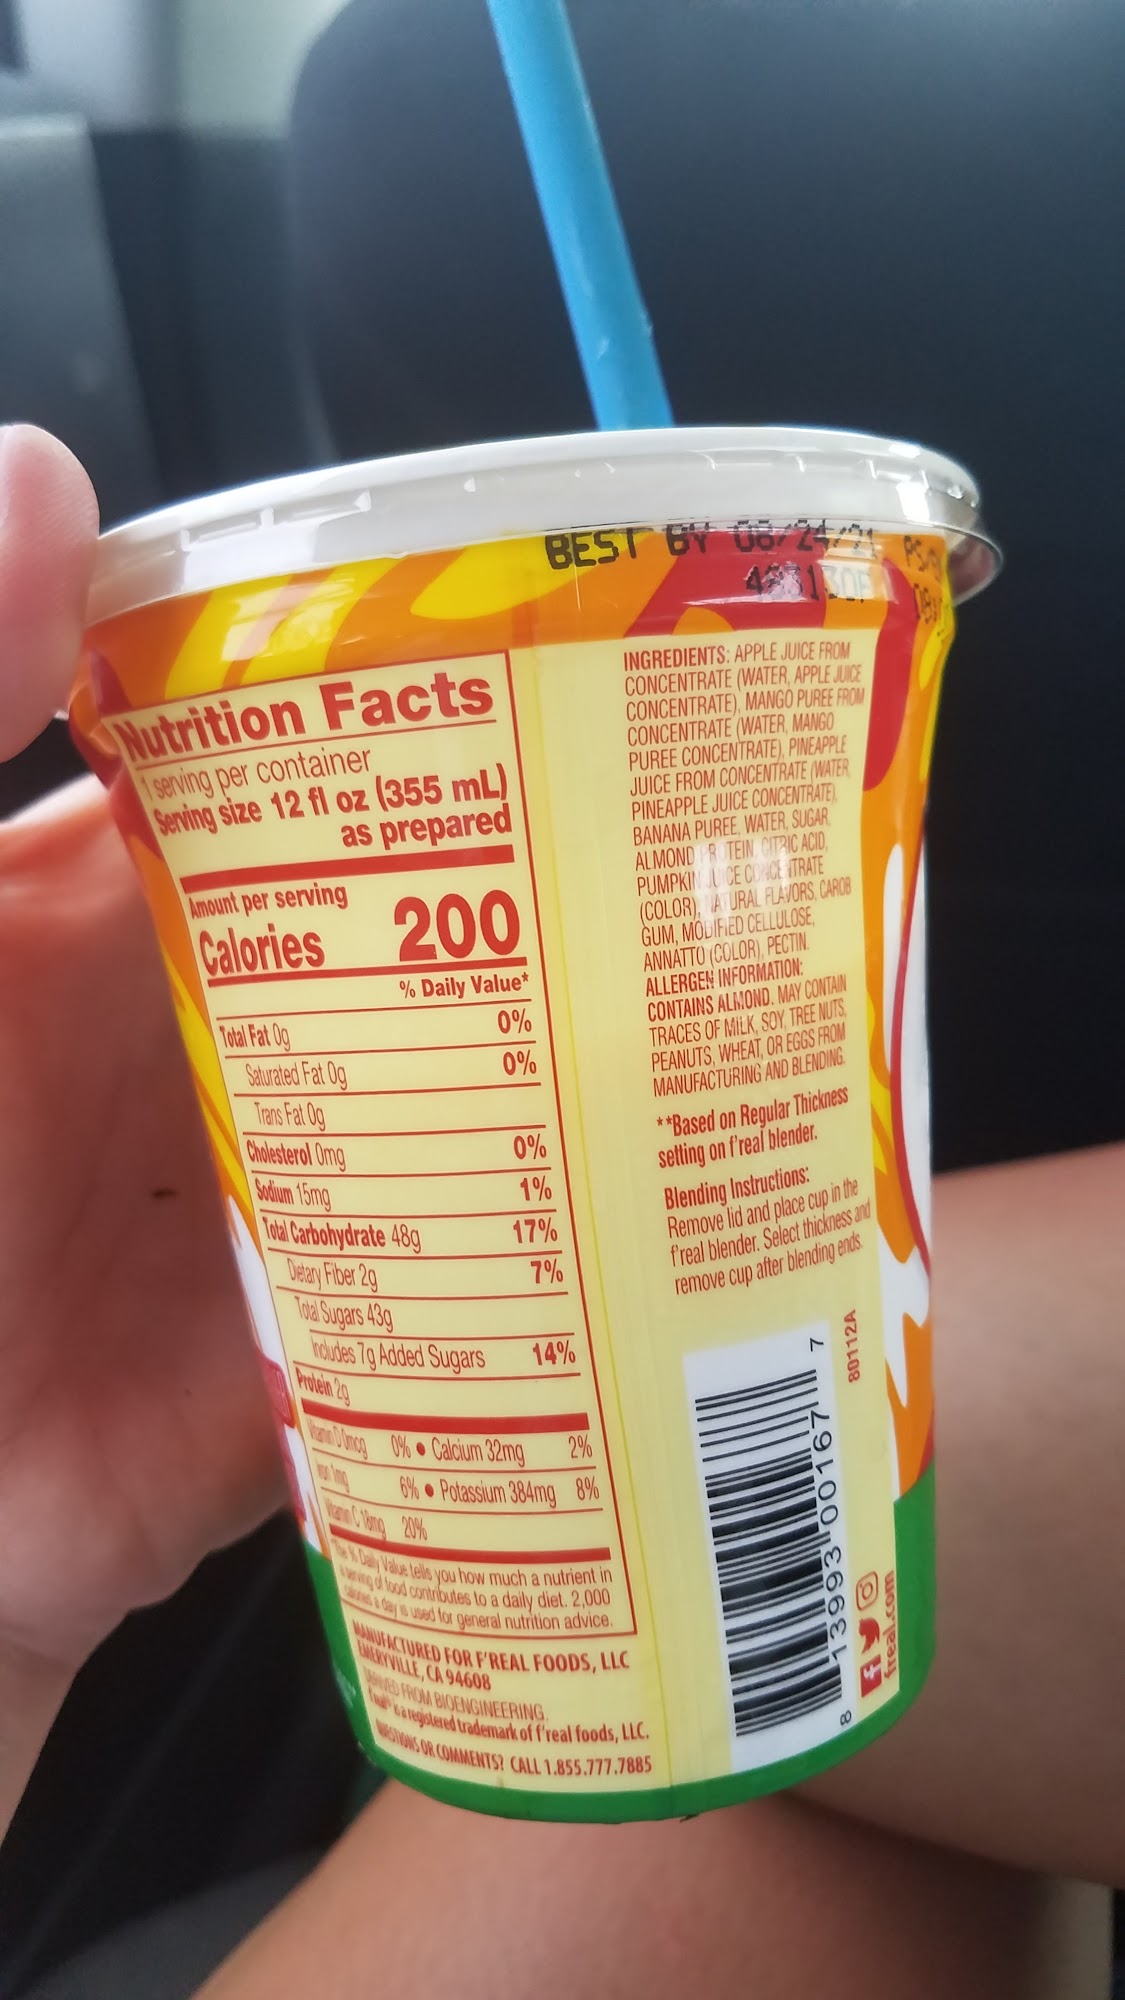 BEST BY 08/24/21
Nutrition Facts
1 serving per container
Serving size 12 fl oz (355 mL)
as prepared
Amount per serving
Calories 200
% Daily Value*
Total Fat 0g 0%
Saturated Fat 0g 0%
Trans Fat 0g
Cholesterol 0mg 0%
Sodium 15mg 1%
Total Carbohydrate 48g 17%
Dietary Fiber 2g 7%
Total Sugars 43g
Includes 7g Added Sugars 14%
Protein 2g
Vitamin D 0mcg 0% • Calcium 32mg 2%
Iron 1mg 6% • Potassium 384mg 8%
Vitamin C 18mg 20%
*The % Daily Value tells you how much a nutrient in
a serving of food contributes to a daily diet. 2,000
calories a day is used for general nutrition advice.
MANUFACTURED FOR F'REAL FOODS, LLC
EMERYVILLE, CA 94608
DERIVED FROM BIOENGINEERING.
f'real® is a registered trademark of f'real foods, LLC.
QUESTIONS OR COMMENTS? CALL 1.855.777.7885
INGREDIENTS: APPLE JUICE FROM
CONCENTRATE (WATER, APPLE JUICE
CONCENTRATE), MANGO PUREE FROM
CONCENTRATE (WATER, MANGO
PUREE CONCENTRATE), PINEAPPLE
JUICE FROM CONCENTRATE (WATER,
PINEAPPLE JUICE CONCENTRATE),
BANANA PUREE, WATER, SUGAR,
ALMOND PROTEIN, CITRIC ACID,
PUMPKIN JUICE CONCENTRATE
(COLOR), NATURAL FLAVORS, CAROB
GUM, MODIFIED CELLULOSE,
ANNATTO (COLOR), PECTIN.
ALLERGEN INFORMATION:
CONTAINS ALMOND. MAY CONTAIN
TRACES OF MILK, SOY, TREE NUTS,
PEANUTS, WHEAT, OR EGGS FROM
MANUFACTURING AND BLENDING.
**Based on Regular Thickness
setting on f'real blender.
Blending Instructions:
Remove lid and place cup in the
f'real blender. Select thickness and
remove cup after blending ends.
8 13993 00167 7
80112A
freal.com